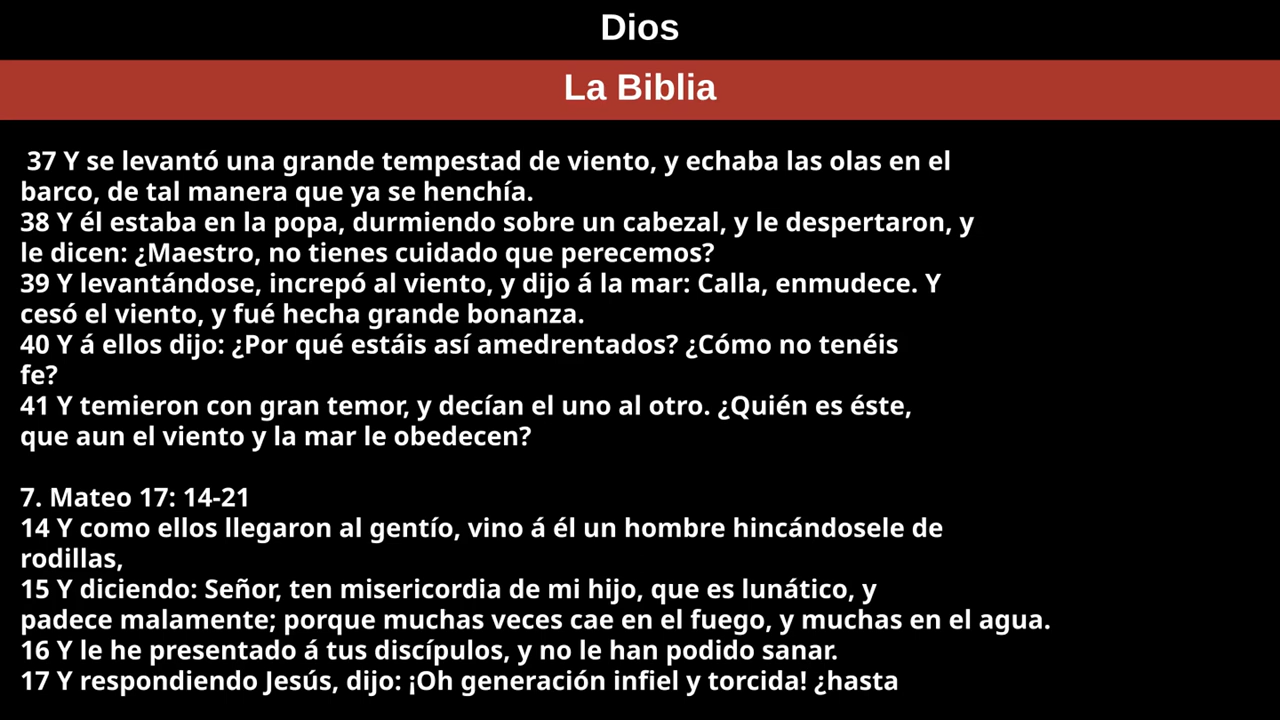 Dios
La Biblia
37 Y se levantó una grande tempestad de viento, y echaba las olas en el
barco, de tal manera que ya se henchía.
38 Y él estaba en la popa, durmiendo sobre un cabezal, y le despertaron, y
le dicen: ¿Maestro, no tienes cuidado que perecemos?
39 Y levantándose, increpó al viento, y dijo á la mar: Calla, enmudece. Y
cesó el viento, y fué hecha grande bonanza.
40 Y á ellos dijo: ¿Por qué estáis así amedrentados? ¿Cómo no tenéis
fe?
41 Y temieron con gran temor, y decían el uno al otro. ¿Quién es éste,
que aun el viento y la mar le obedecen?
7. Mateo 17: 14-21
14 Y como ellos llegaron al gentío, vino á él un hombre hincándosele de
rodillas,
15 Y diciendo: Señor, ten misericordia de mi hijo, que es lunático, y
padece malamente; porque muchas veces cae en el fuego, y muchas en el agua.
16 Y le he presentado á tus discípulos, y no le han podido sanar.
17 Y respondiendo Jesús, dijo: ¡Oh generación infiel y torcida! ¿hasta